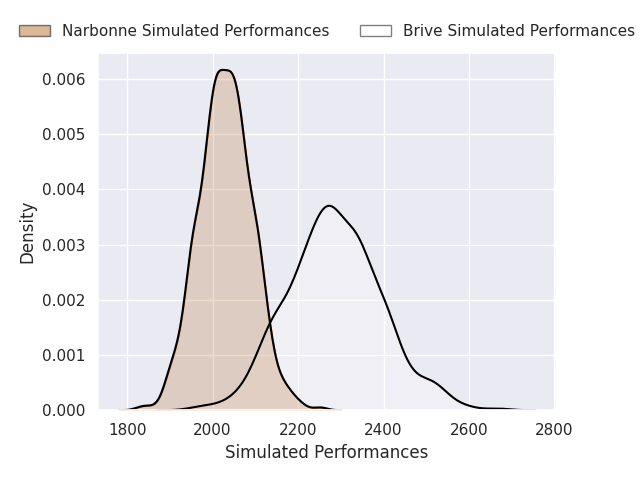 Narbonne Simulated Performances Brive Simulated Performances
0.006
0.005
0.004
0.003
0.002
0.001
0.000
Density
1800 2000 2200 2400 2600 2800
Simulated Performances